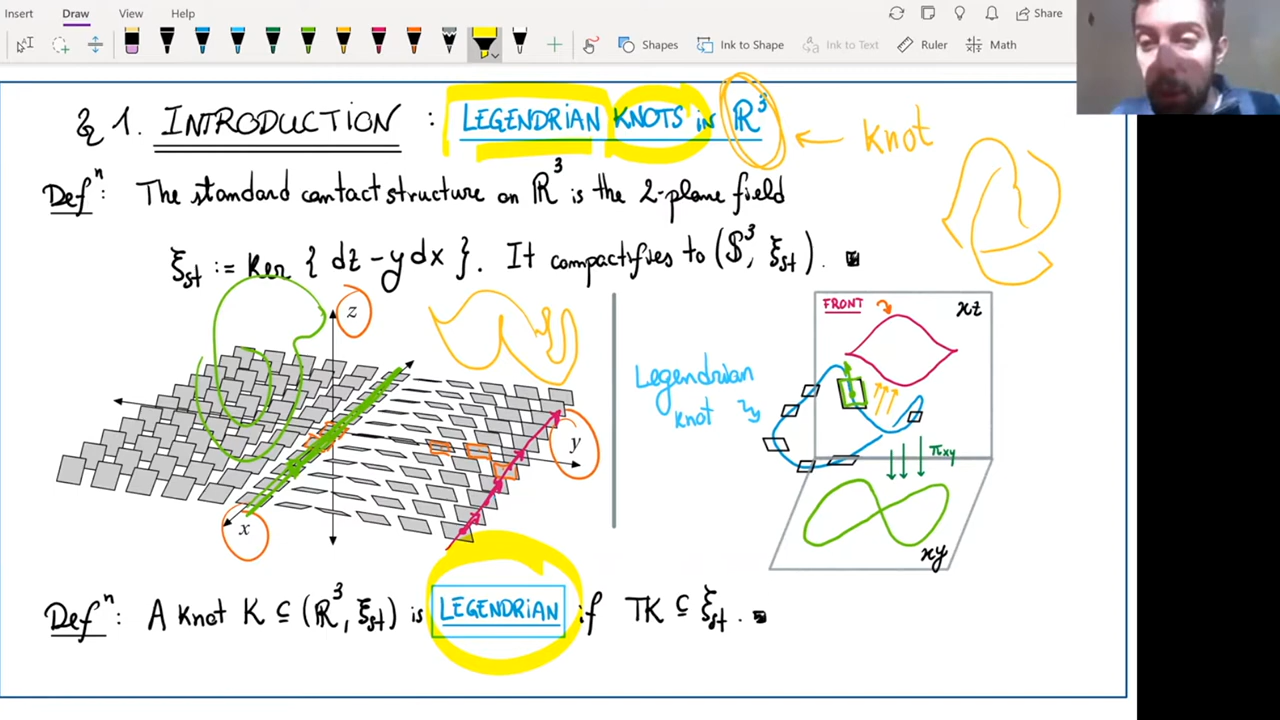 Insert Draw View Help Share
Shapes Ink to Shape Ink to Text Ruler Math
§ 1. INTRODUCTION : LEGENDRIAN KNOTS in ℝ³ ← Knot
Defⁿ: The standard contact structure on ℝ³ is the 2-plane field
ξst := Ker { dz - y dx }. It compactifies to (S³, ξst).
z
y
x
FRONT
xz
Legendrian
knot
πxy
xy
Defⁿ: A knot K ⊆ (ℝ³, ξst) is LEGENDRIAN if TK ⊆ ξst.